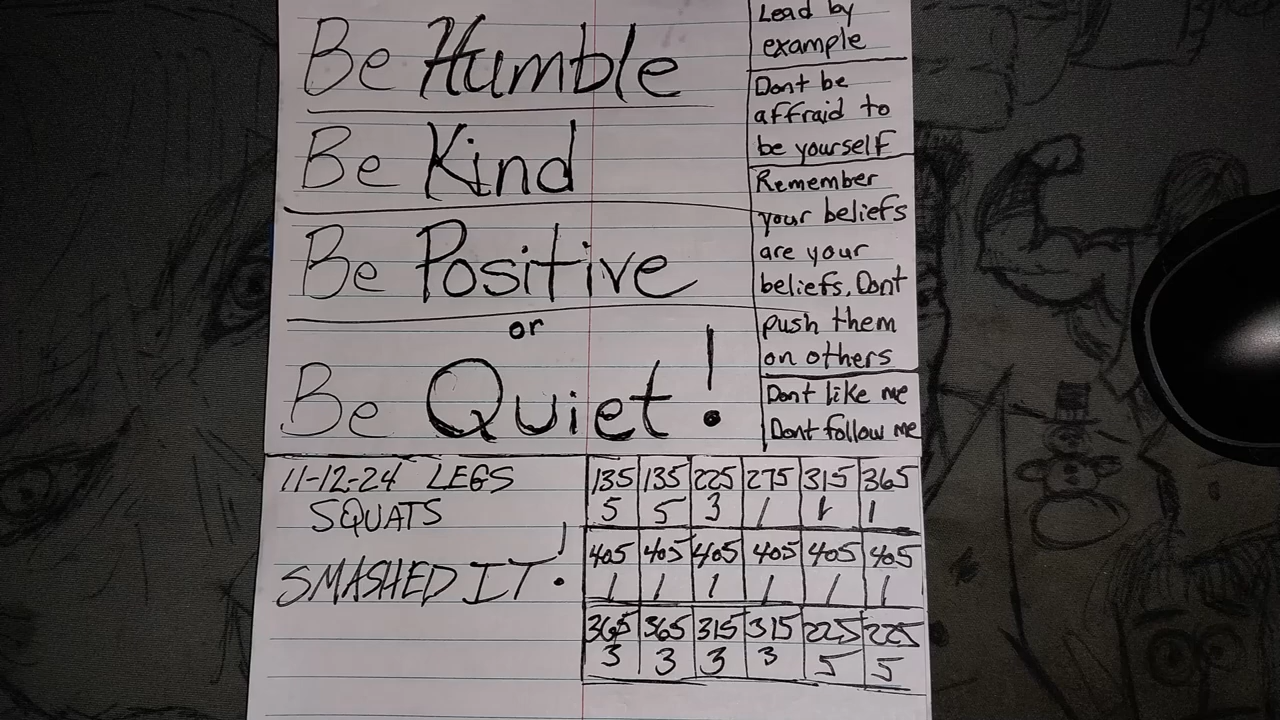 Be Humble
Be Kind
Be Positive
or
Be Quiet!
Lead by
example
Dont be
affraid to
be yourself
Remember
your beliefs
are your
beliefs. Dont
push them
on others
Dont like me
Dont follow me
11-12-24 LEGS
SQUATS
SMASHED IT!
135 135 225 275 315 365
5 5 3 1 1 1
405 405 405 405 405 405
1 1 1 1 1 1
365 365 315 315 225 225
3 3 3 3 5 5